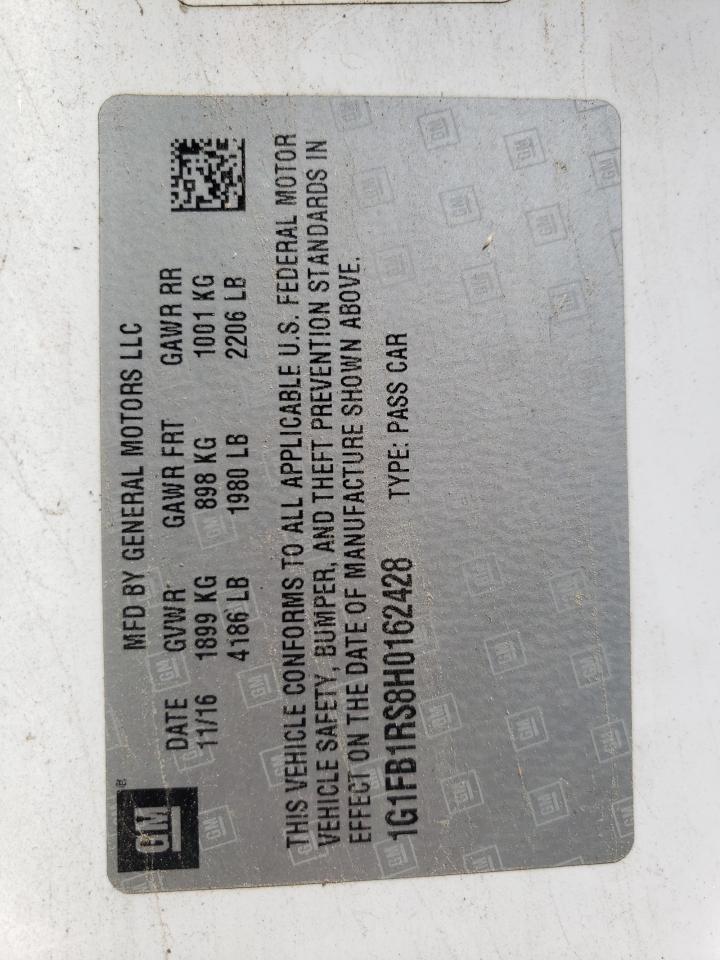 GM
MFD BY GENERAL MOTORS LLC
DATE GVWR GAWR FRT GAWR RR
11/16 1899 KG 898 KG 1001 KG
4186 LB 1980 LB 2206 LB
THIS VEHICLE CONFORMS TO ALL APPLICABLE U.S. FEDERAL MOTOR
VEHICLE SAFETY, BUMPER, AND THEFT PREVENTION STANDARDS IN
EFFECT ON THE DATE OF MANUFACTURE SHOWN ABOVE.
1G1FB1RS8H0162428 TYPE: PASS CAR